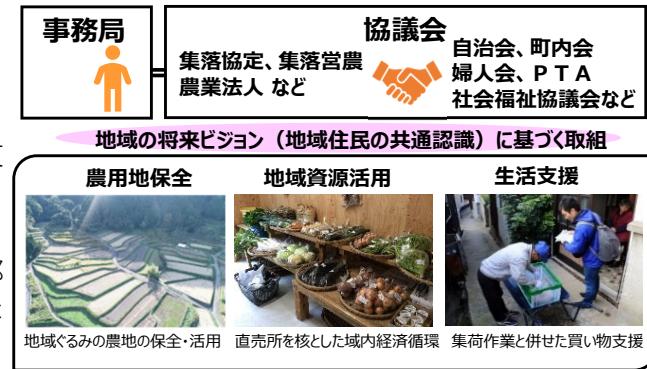 事務局
協議会
集落協定、集落営農
農業法人 など
自治会、町内会
婦人会、PTA
社会福祉協議会など
地域の将来ビジョン（地域住民の共通認識）に基づく取組
農用地保全
地域資源活用
生活支援
地域ぐるみの農地の保全・活用
直売所を核とした域内経済循環
集荷作業と併せた買い物支援